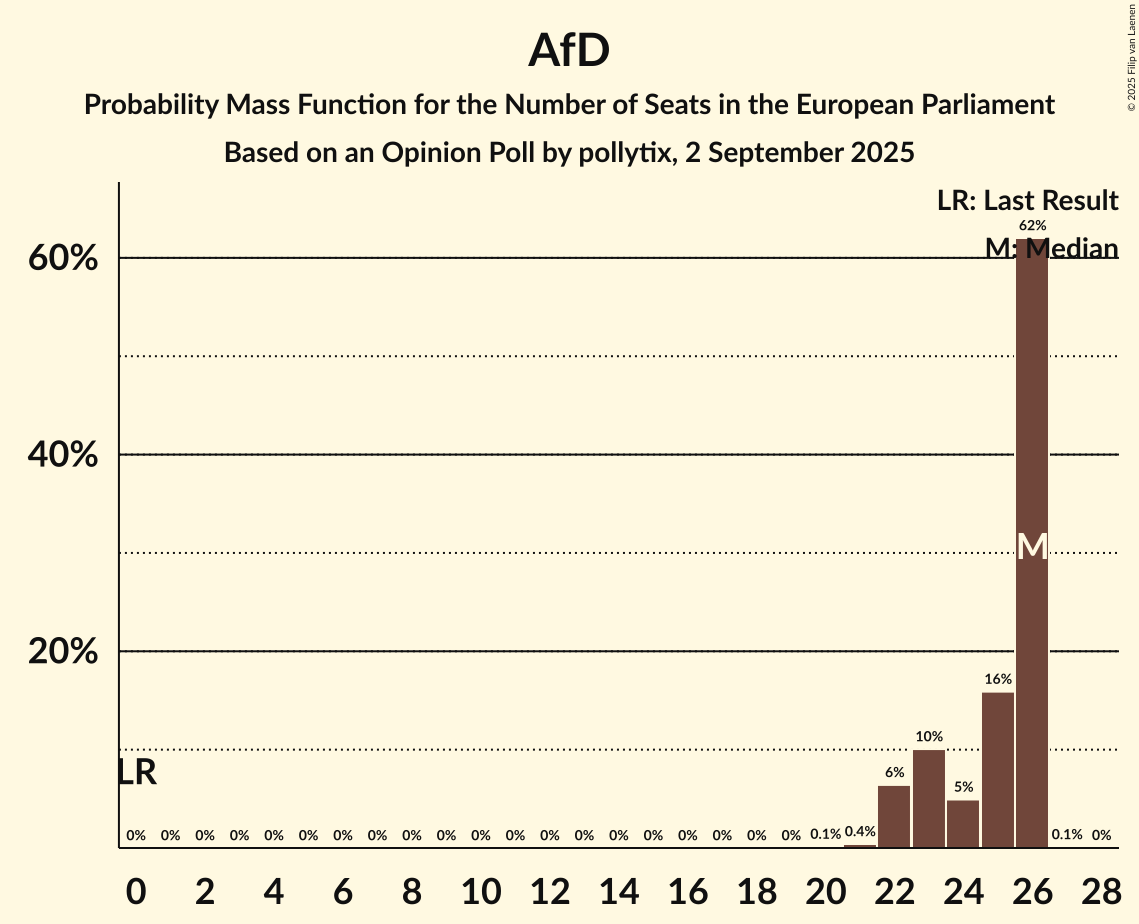 AfD
Probability Mass Function for the Number of Seats in the European Parliament
Based on an Opinion Poll by pollytix, 2 September 2025
© 2025 Filip van Laenen
LR: Last Result
M: Median
60%
40%
20%
62%
M
16%
10%
6%
5%
LR
0% 0% 0% 0% 0% 0% 0% 0% 0% 0% 0% 0% 0% 0% 0% 0% 0% 0% 0% 0% 0.1% 0.4% 0.1% 0%
0 2 4 6 8 10 12 14 16 18 20 22 24 26 28